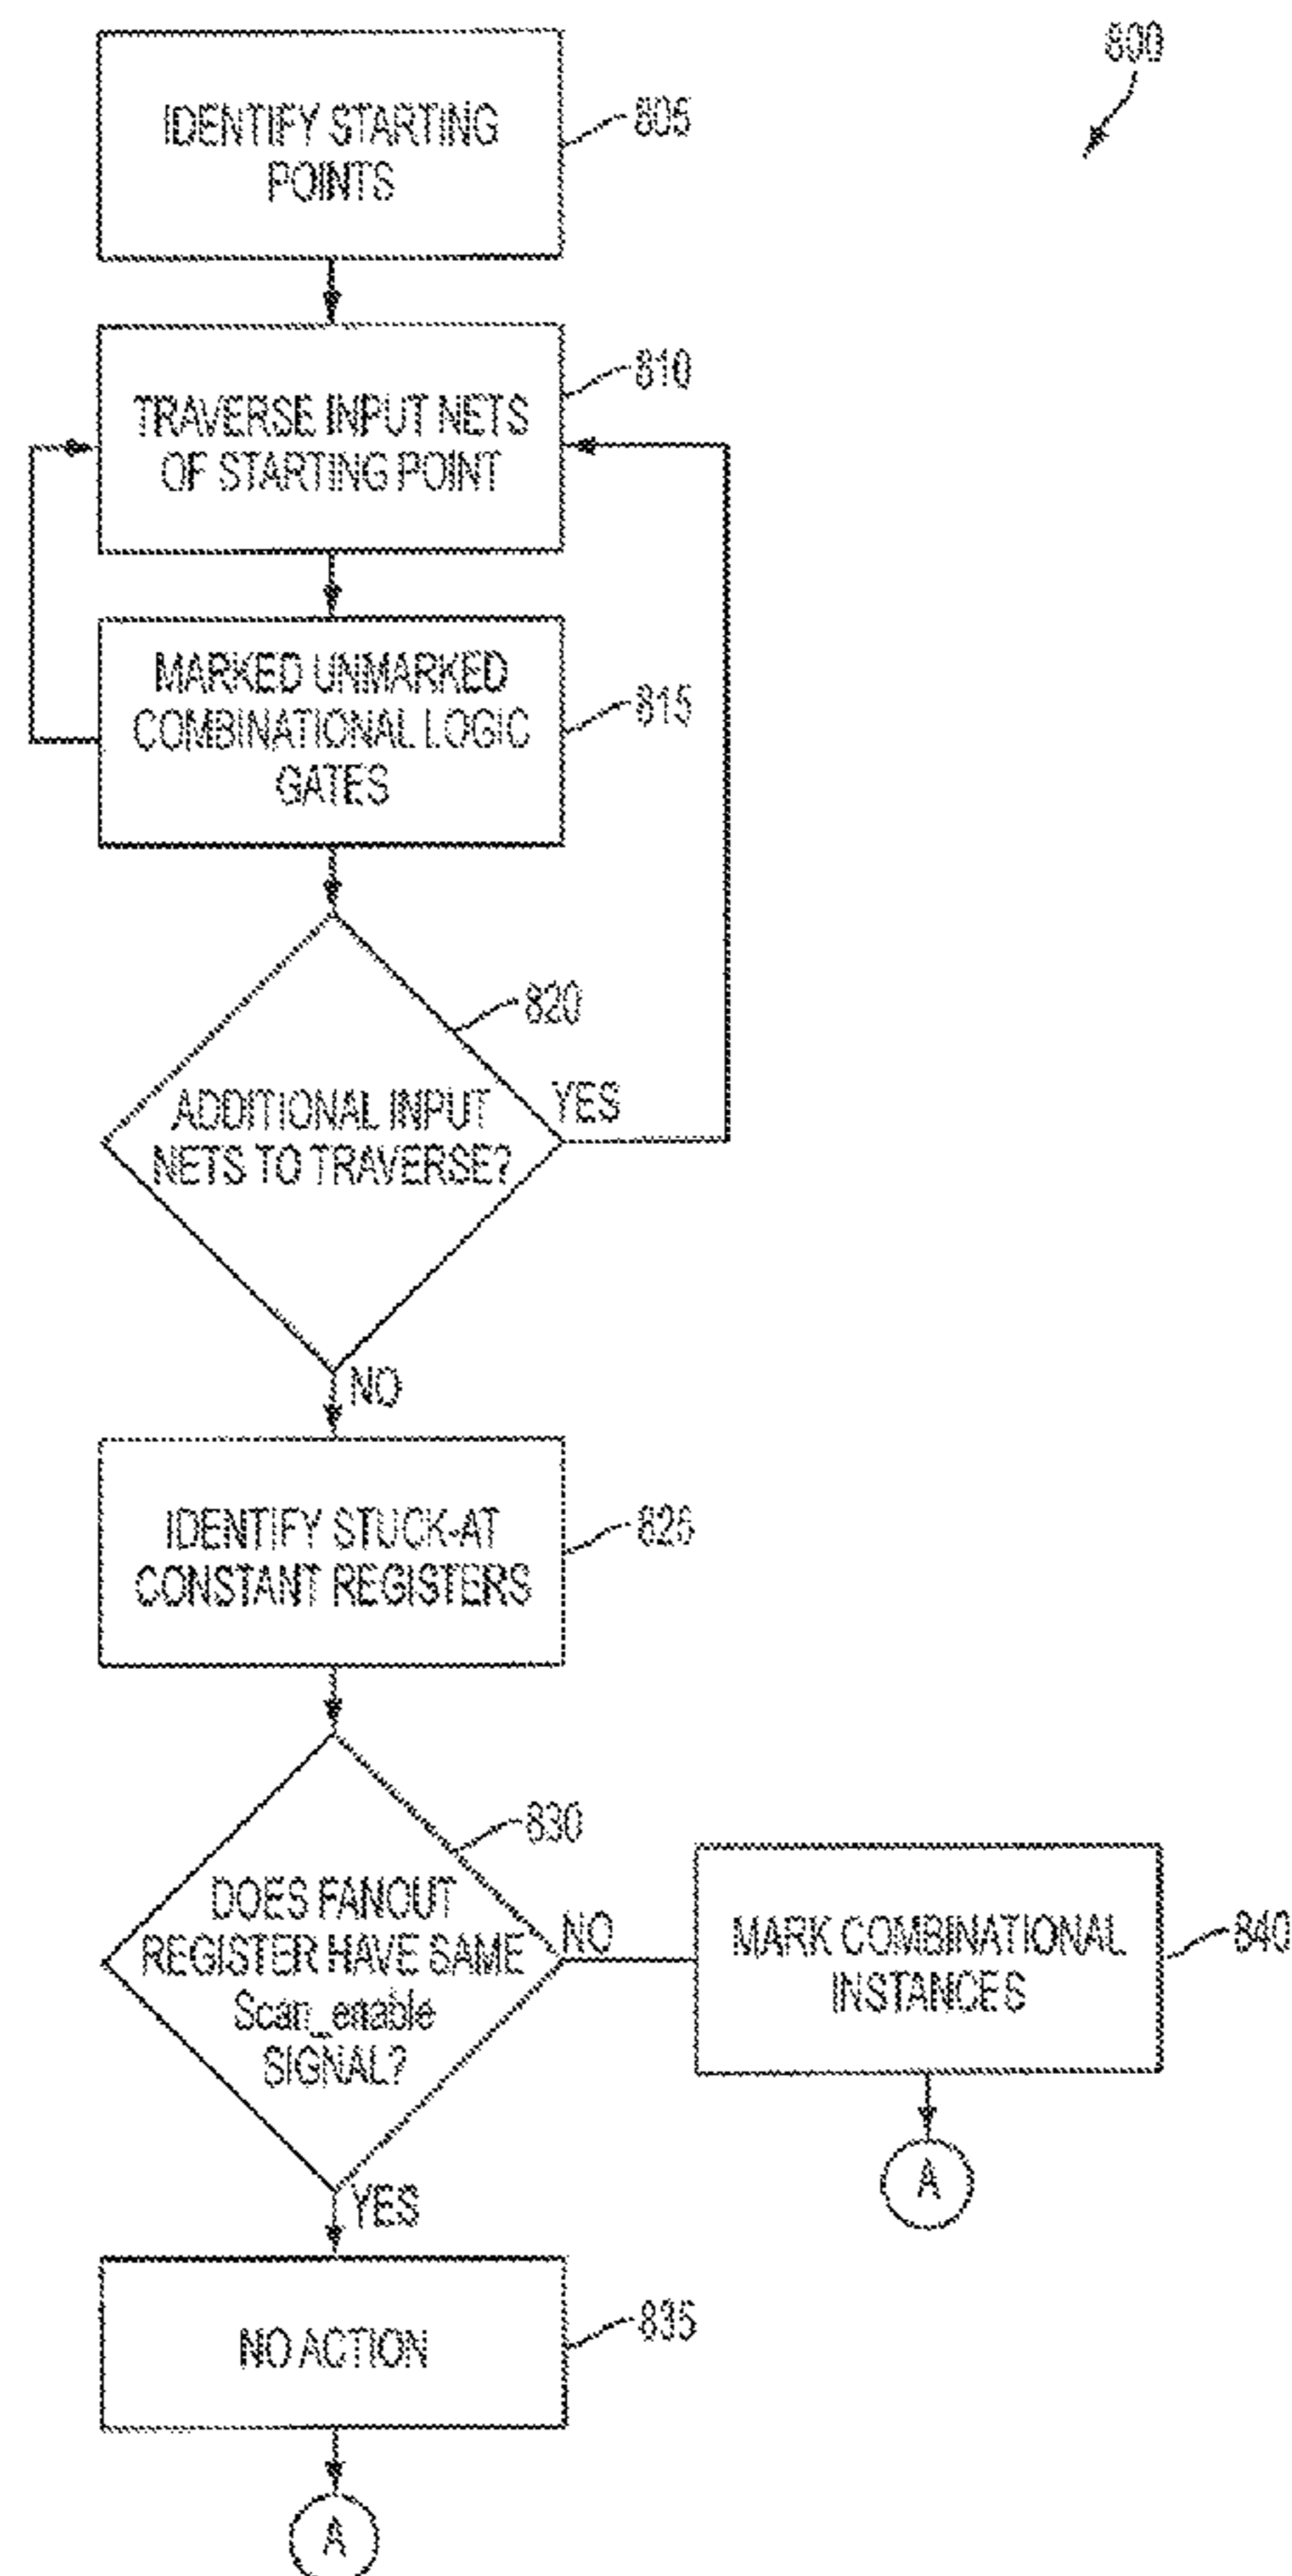 800
IDENTIFY STARTING
POINTS
805
TRAVERSE INPUT NETS
OF STARTING POINT
810
MARKED UNMARKED
COMBINATIONAL LOGIC
GATES
815
820
ADDITIONAL INPUT
NETS TO TRAVERSE?
YES
NO
IDENTIFY STUCK-AT
CONSTANT REGISTERS
825
830
DOES FANOUT
REGISTER HAVE SAME
Scan_enable
SIGNAL?
NO
MARK COMBINATIONAL
INSTANCES
840
A
YES
NO ACTION
835
A